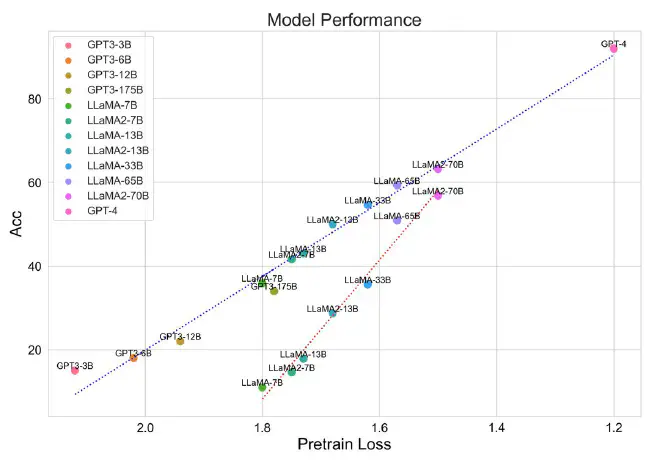 Model Performance
GPT3-3B
GPT3-6B
GPT3-12B
GPT3-175B
LLaMA-7B
LLaMA2-7B
LLaMA-13B
LLaMA2-13B
LLaMA-33B
LLaMA-65B
LLaMA2-70B
GPT-4
GPT-4
LLaMA2-70B
LLaMA-65B
LLaMA2-70B
LLaMA-33B
LLaMA-65B
LLaMA2-13B
LLaMA-13B
LLaMA2-7B
LLaMA-7B
GPT3-175B
LLaMA-33B
LLaMA2-13B
GPT3-12B
GPT3-6B
GPT3-3B
LLaMA-13B
LLaMA2-7B
LLaMA-7B
80
60
40
20
Acc
2.0 1.8 1.6 1.4 1.2
Pretrain Loss